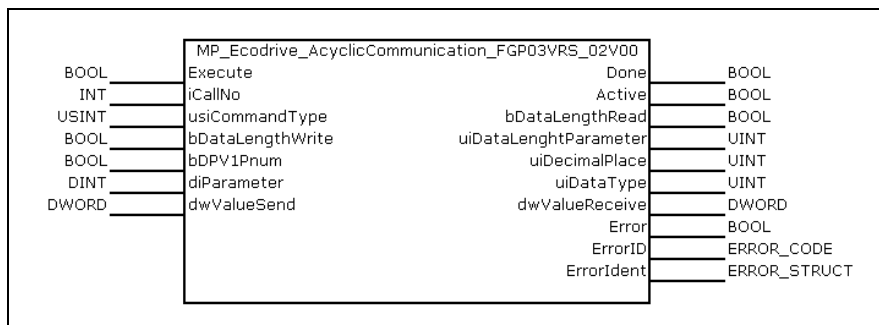 MP_Ecodrive_AcyclicCommunication_FGP03VRS_02V00
BOOL Execute Done BOOL
INT iCallNo Active BOOL
USINT usiCommandType bDataLengthRead BOOL
BOOL bDataLengthWrite uiDataLenghtParameter UINT
BOOL bDPV1Pnum uiDecimalPlace UINT
DINT diParameter uiDataType UINT
DWORD dwValueSend dwValueReceive DWORD
Error BOOL
ErrorID ERROR_CODE
ErrorIdent ERROR_STRUCT